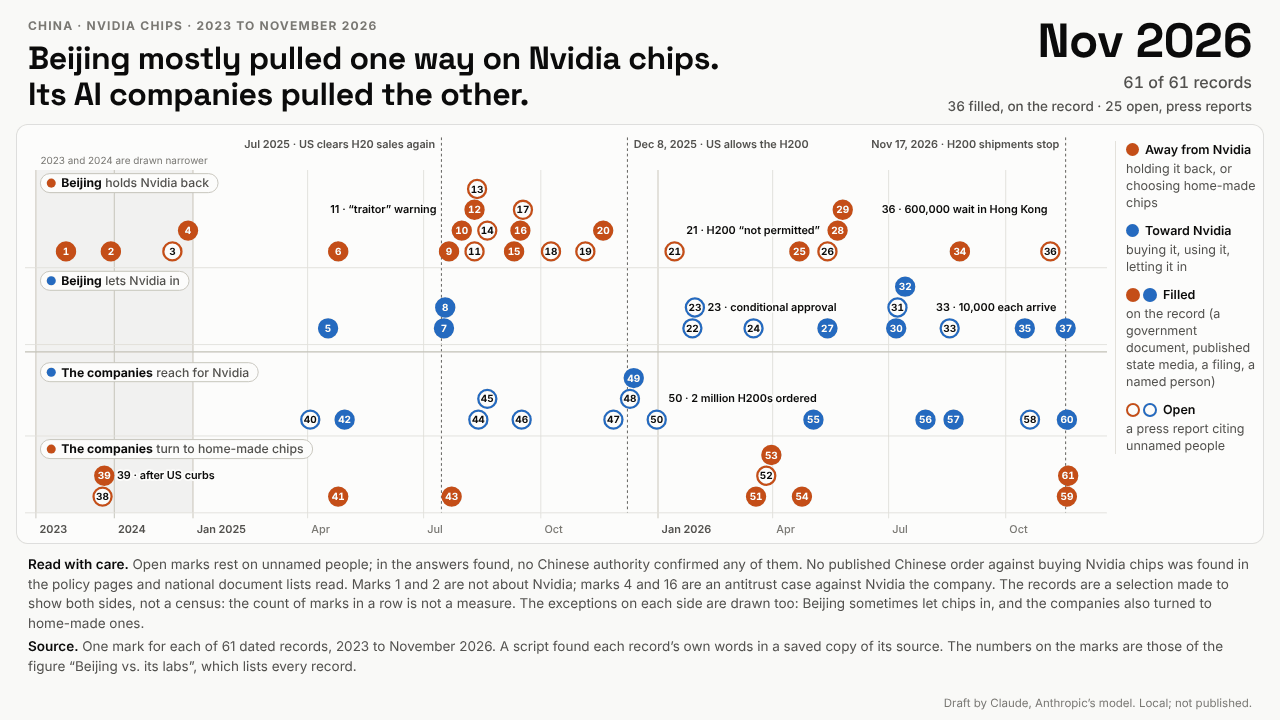 CHINA · NVIDIA CHIPS · 2023 TO NOVEMBER 2026
Beijing mostly pulled one way on Nvidia chips.
Its AI companies pulled the other.
Nov 2026
61 of 61 records
36 filled, on the record · 25 open, press reports
Jul 2025 · US clears H20 sales again
Dec 8, 2025 · US allows the H200
Nov 17, 2026 · H200 shipments stop
2023 and 2024 are drawn narrower
Beijing holds Nvidia back
13
11 · “traitor” warning
12
17
29
36 · 600,000 wait in Hong Kong
4
10
14
16
20
21 · H200 “not permitted”
28
1
2
3
6
9
11
15
18
19
21
25
26
34
36
Beijing lets Nvidia in
32
8
23
23 · conditional approval
31
33 · 10,000 each arrive
5
7
22
24
27
30
33
35
37
The companies reach for Nvidia
49
45
48
50 · 2 million H200s ordered
40
42
44
46
47
50
55
56
57
58
60
The companies turn to home-made chips
53
39
39 · after US curbs
52
61
38
41
43
51
54
59
2023
2024
Jan 2025
Apr
Jul
Oct
Jan 2026
Apr
Jul
Oct
Away from Nvidia
holding it back, or
choosing home-made
chips
Toward Nvidia
buying it, using it,
letting it in
Filled
on the record (a
government
document, published
state media, a filing, a
named person)
Open
a press report citing
unnamed people
Read with care. Open marks rest on unnamed people; in the answers found, no Chinese authority confirmed any of them. No published Chinese order against buying Nvidia chips was found in
the policy pages and national document lists read. Marks 1 and 2 are not about Nvidia; marks 4 and 16 are an antitrust case against Nvidia the company. The records are a selection made to
show both sides, not a census: the count of marks in a row is not a measure. The exceptions on each side are drawn too: Beijing sometimes let chips in, and the companies also turned to
home-made ones.
Source. One mark for each of 61 dated records, 2023 to November 2026. A script found each record’s own words in a saved copy of its source. The numbers on the marks are those of the
figure “Beijing vs. its labs”, which lists every record.
Draft by Claude, Anthropic’s model. Local; not published.